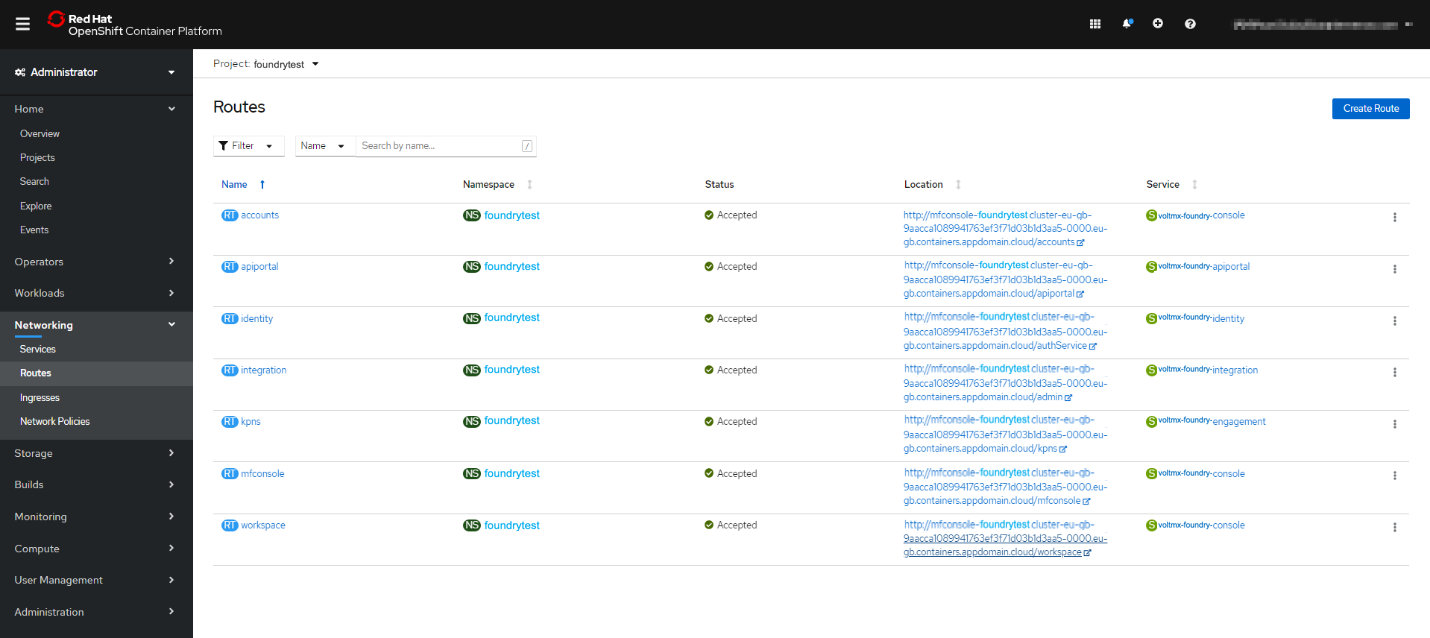 Red Hat
OpenShift Container Platform
Administrator
Home
Overview
Projects
Search
Explore
Events
Operators
Workloads
Networking
Services
Routes
Ingresses
Network Policies
Storage
Builds
Monitoring
Compute
User Management
Administration
Project: foundrytest
Routes
Create Route
Filter Name Search by name... /
Name Namespace Status Location Service
RT accounts NS foundrytest Accepted http://mfconsole-foundrytest cluster-eu-gb-
9aacca1089941763ef3f71d03b1d3aa5-0000.eu-
gb.containers.appdomain.cloud/accounts
S voltmx-foundry-console
RT apiportal NS foundrytest Accepted http://mfconsole-foundrytest cluster-eu-gb-
9aacca1089941763ef3f71d03b1d3aa5-0000.eu-
gb.containers.appdomain.cloud/apiportal
S voltmx-foundry-apiportal
RT identity NS foundrytest Accepted http://mfconsole-foundrytest cluster-eu-gb-
9aacca1089941763ef3f71d03b1d3aa5-0000.eu-
gb.containers.appdomain.cloud/authService
S voltmx-foundry-identity
RT integration NS foundrytest Accepted http://mfconsole-foundrytest cluster-eu-gb-
9aacca1089941763ef3f71d03b1d3aa5-0000.eu-
gb.containers.appdomain.cloud/admin
S voltmx-foundry-integration
RT kpns NS foundrytest Accepted http://mfconsole-foundrytest cluster-eu-gb-
9aacca1089941763ef3f71d03b1d3aa5-0000.eu-
gb.containers.appdomain.cloud/kpns
S voltmx-foundry-engagement
RT mfconsole NS foundrytest Accepted http://mfconsole-foundrytest cluster-eu-gb-
9aacca1089941763ef3f71d03b1d3aa5-0000.eu-
gb.containers.appdomain.cloud/mfconsole
S voltmx-foundry-console
RT workspace NS foundrytest Accepted http://mfconsole-foundrytest cluster-eu-gb-
9aacca1089941763ef3f71d03b1d3aa5-0000.eu-
gb.containers.appdomain.cloud/workspace
S voltmx-foundry-console